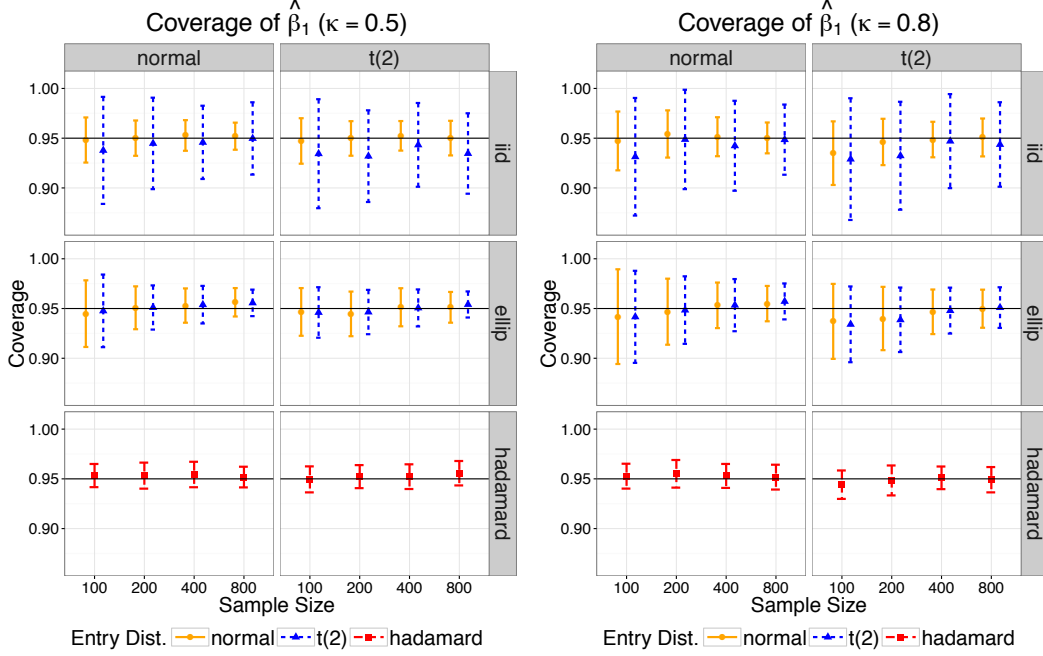 Coverage of β̂₁ (κ = 0.5)
normal t(2)
1.00
0.95
0.90
iid
1.00
0.95
0.90
ellip
1.00
0.95
0.90
hadamard
Coverage
100 200 400 800 100 200 400 800
Sample Size
Entry Dist. normal t(2) hadamard
Coverage of β̂₁ (κ = 0.8)
normal t(2)
1.00
0.95
0.90
iid
1.00
0.95
0.90
ellip
1.00
0.95
0.90
hadamard
Coverage
100 200 400 800 100 200 400 800
Sample Size
Entry Dist. normal t(2) hadamard